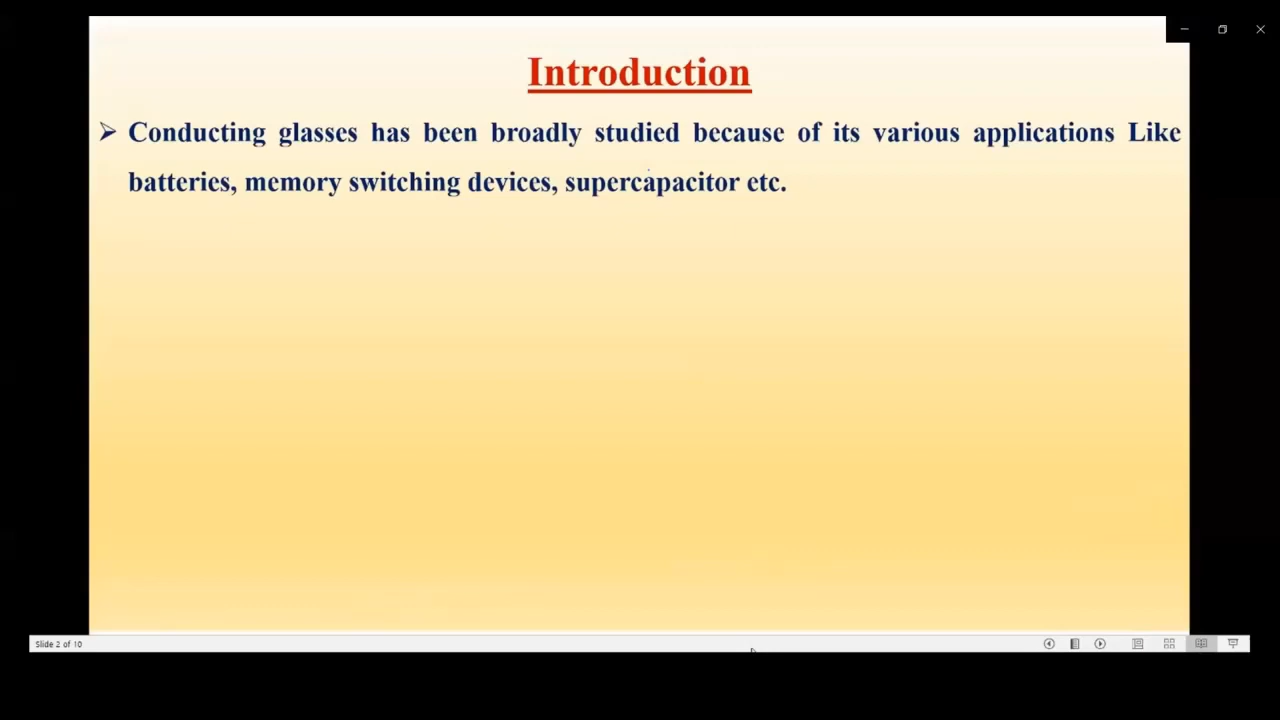 Introduction
➢ Conducting glasses has been broadly studied because of its various applications Like
batteries, memory switching devices, supercapacitor etc.
Slide 2 of 10